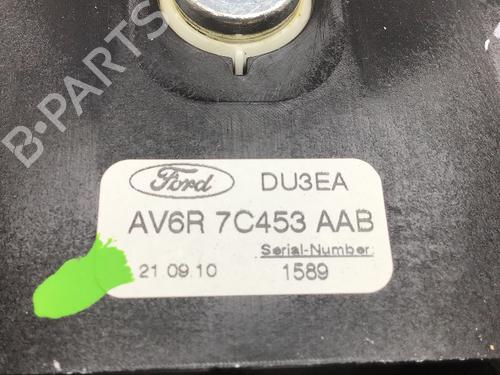 B-PARTS
Ford DU3EA
AV6R 7C453 AAB
Serial-Number
21 09.10 1589